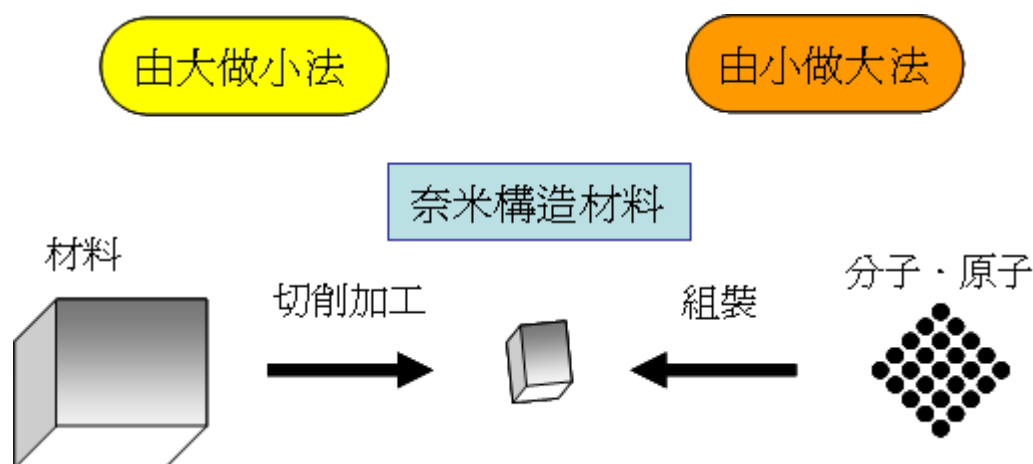 由大做小法
由小做大法
奈米構造材料
材料
切削加工
組裝
分子·原子